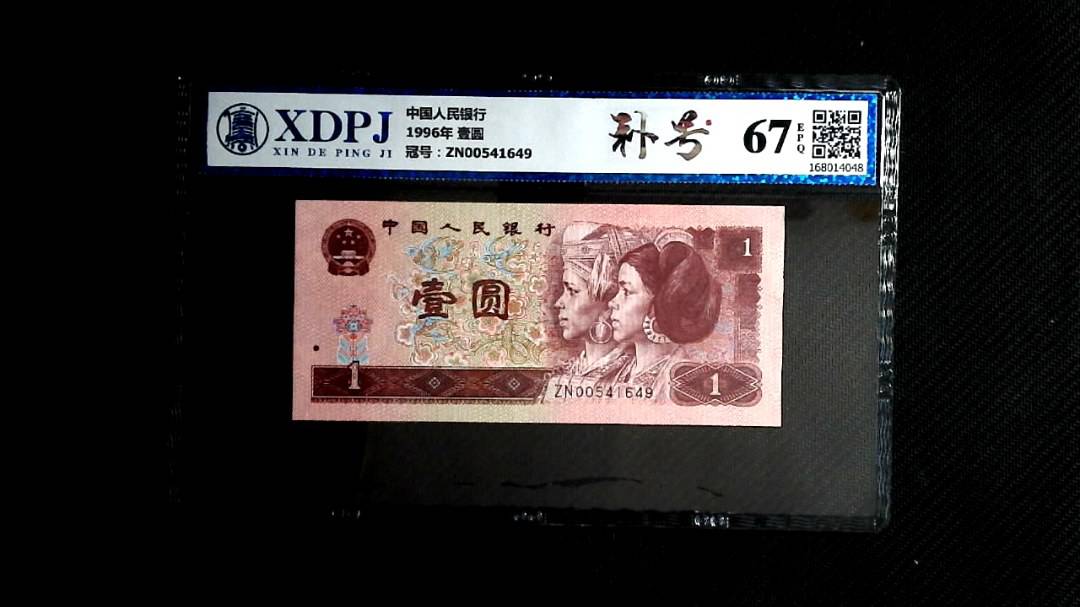 XDPJ
XIN DE PING JI
中国人民银行
1996年 壹圆
冠号：ZN00541649
补号
67
EPQ
168014048
中国人民银行
1
壹圆
1
ZN00541649
1